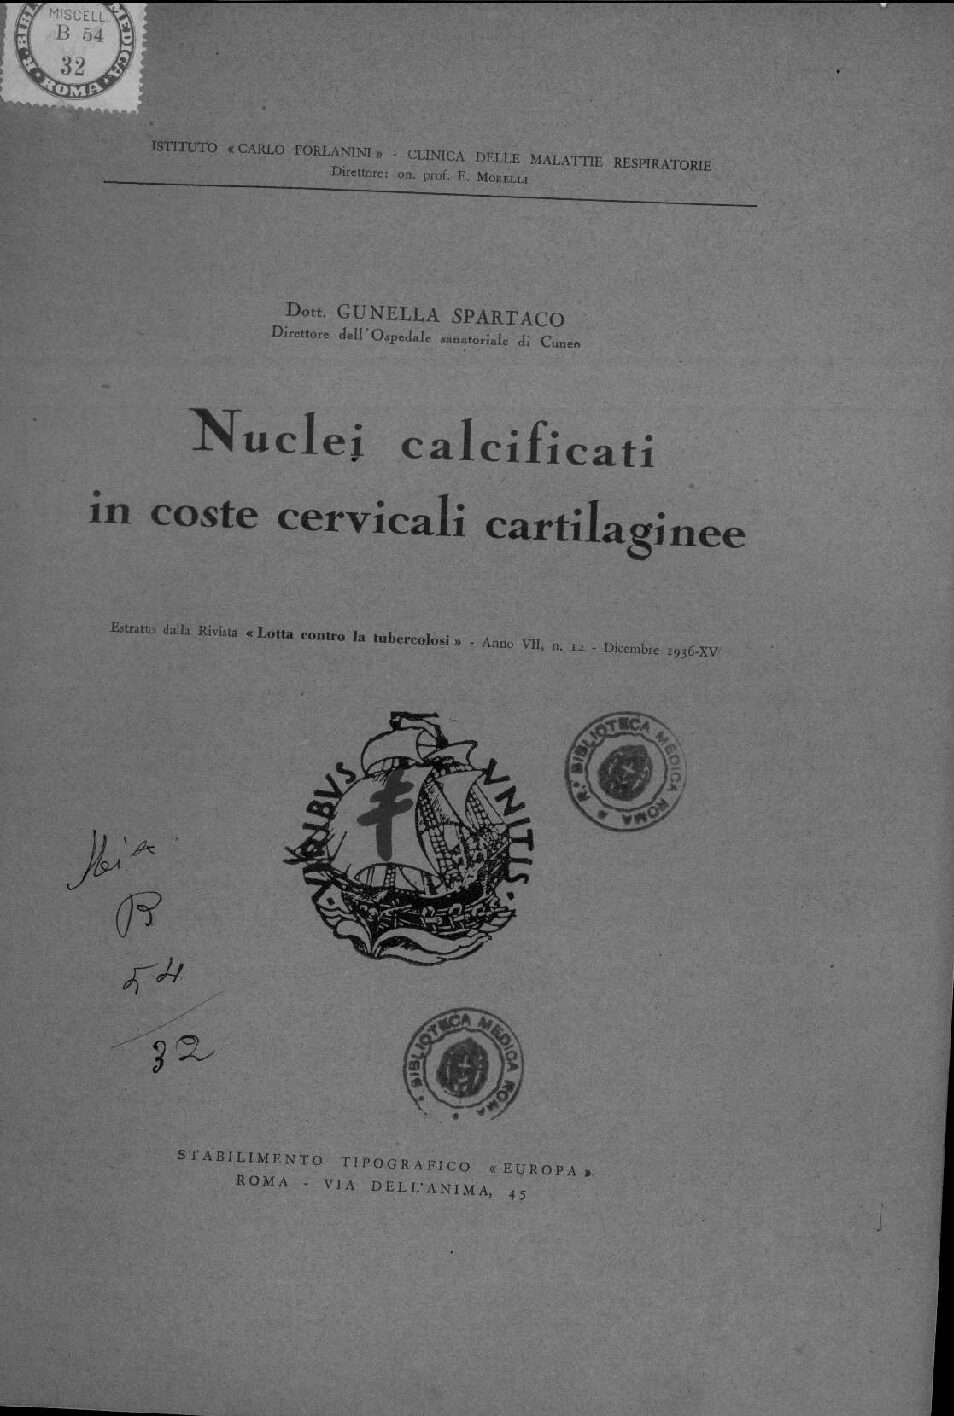 MISCELL.
B 54
32
ROMA
ISTITUTO « CARLO FORLANINI » - CLINICA DELLE MALATTIE RESPIRATORIE
Direttore: on. prof. E. MORELLI
Dott. GUNELLA SPARTACO
Direttore dell'Ospedale sanatoriale di Cuneo
Nuclei calcificati
in coste cervicali cartilaginee
Estratto dalla Rivista « Lotta contro la tubercolosi » - Anno VII, n. 12 - Dicembre 1936-XV
VIRIBVS VNITIS
R. BIBLIOTECA MEDICA ROMA
B
54
32
BIBLIOTECA MEDICA ROMA
STABILIMENTO TIPOGRAFICO « EUROPA »
ROMA - VIA DELL'ANIMA, 45